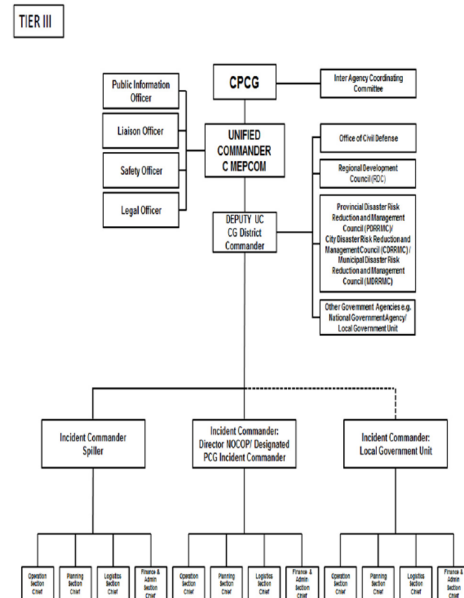 TIER III
CPCG
Inter Agency Coordinating
Committee
Public Information
Officer
Liaison Officer
Safety Officer
Legal Officer
UNIFIED
COMMANDER
C MEPCOM
DEPUTY UC
CG District
Commander
Office of Civil Defense
Regional Development
Council (RDC)
Provincial Disaster Risk
Reduction and Management
Council (PDRRMC)/
City Disaster Risk Reduction and
Management Council (CDRRMC) /
Municipal Disaster Risk
Reduction and Management
Council (MDRRMC)
Other Government Agencies e.g.
National Government Agency/
Local Government Unit
Incident Commander
Spiller
Incident Commander:
Director NOCOP/ Designated
PCG Incident Commander
Incident Commander:
Local Government Unit
Operation
Section
Chief
Planning
Section
Chief
Logistics
Section
Chief
Finance &
Admin
Section
Chief
Operation
Section
Chief
Planning
Section
Chief
Logistics
Section
Chief
Finance &
Admin
Section
Chief
Operation
Section
Chief
Planning
Section
Chief
Logistics
Section
Chief
Finance &
Admin
Section
Chief